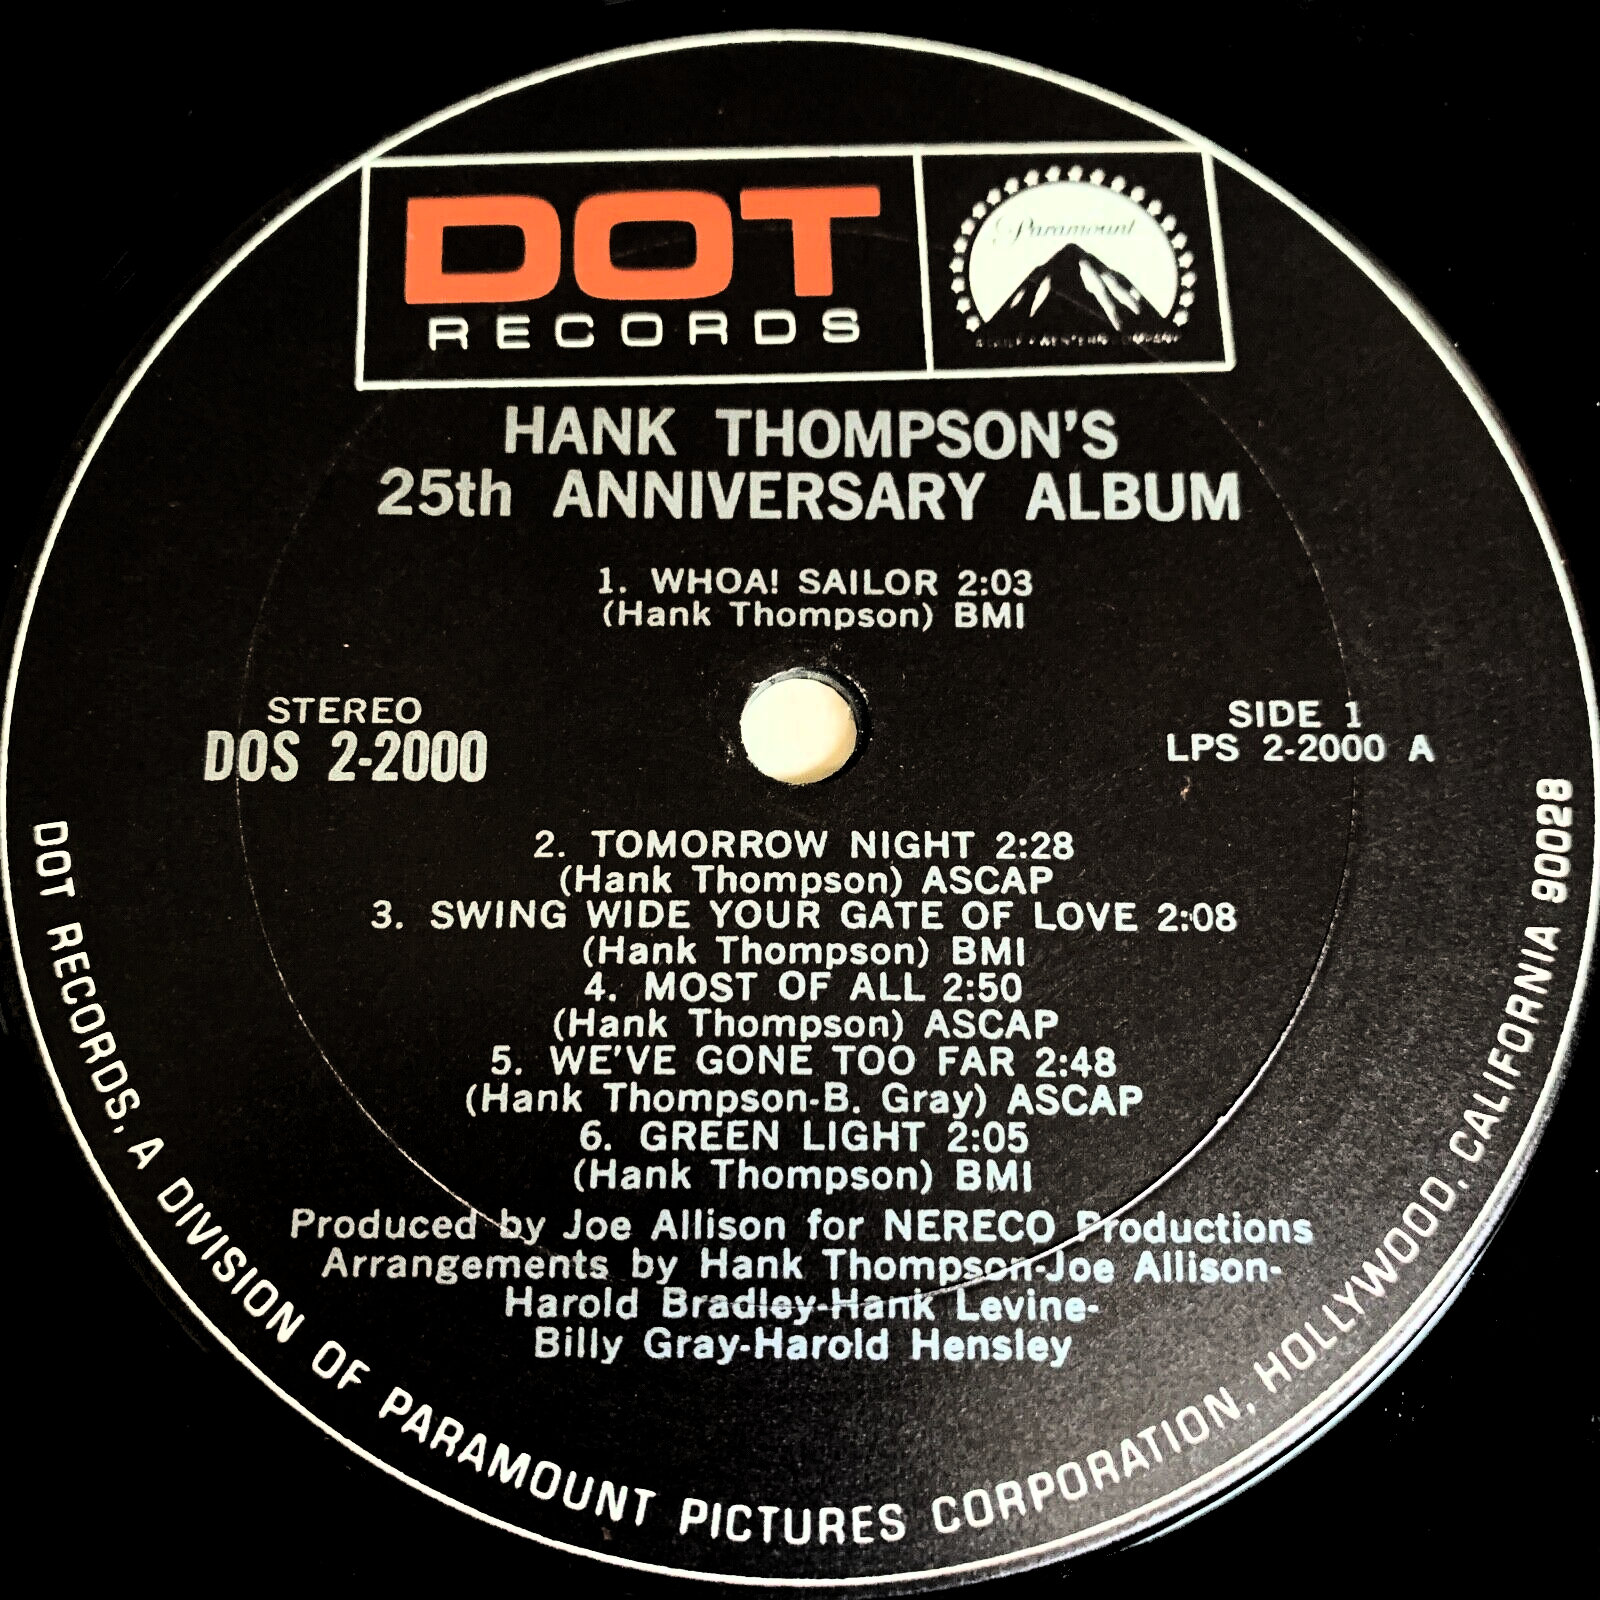 DOT
RECORDS
Paramount
HANK THOMPSON'S
25th ANNIVERSARY ALBUM
1. WHOA! SAILOR 2:03
(Hank Thompson) BMI
STEREO
DOS 2-2000
SIDE 1
LPS 2-2000 A
2. TOMORROW NIGHT 2:28
(Hank Thompson) ASCAP
3. SWING WIDE YOUR GATE OF LOVE 2:08
(Hank Thompson) BMI
4. MOST OF ALL 2:50
(Hank Thompson) ASCAP
5. WE'VE GONE TOO FAR 2:48
(Hank Thompson-B. Gray) ASCAP
6. GREEN LIGHT 2:05
(Hank Thompson) BMI
Produced by Joe Allison for NERECO Productions
Arrangements by Hank Thompson-Joe Allison-
Harold Bradley-Hank Levine-
Billy Gray-Harold Hensley
DOT RECORDS, A DIVISION OF PARAMOUNT PICTURES CORPORATION, HOLLYWOOD, CALIFORNIA 90028